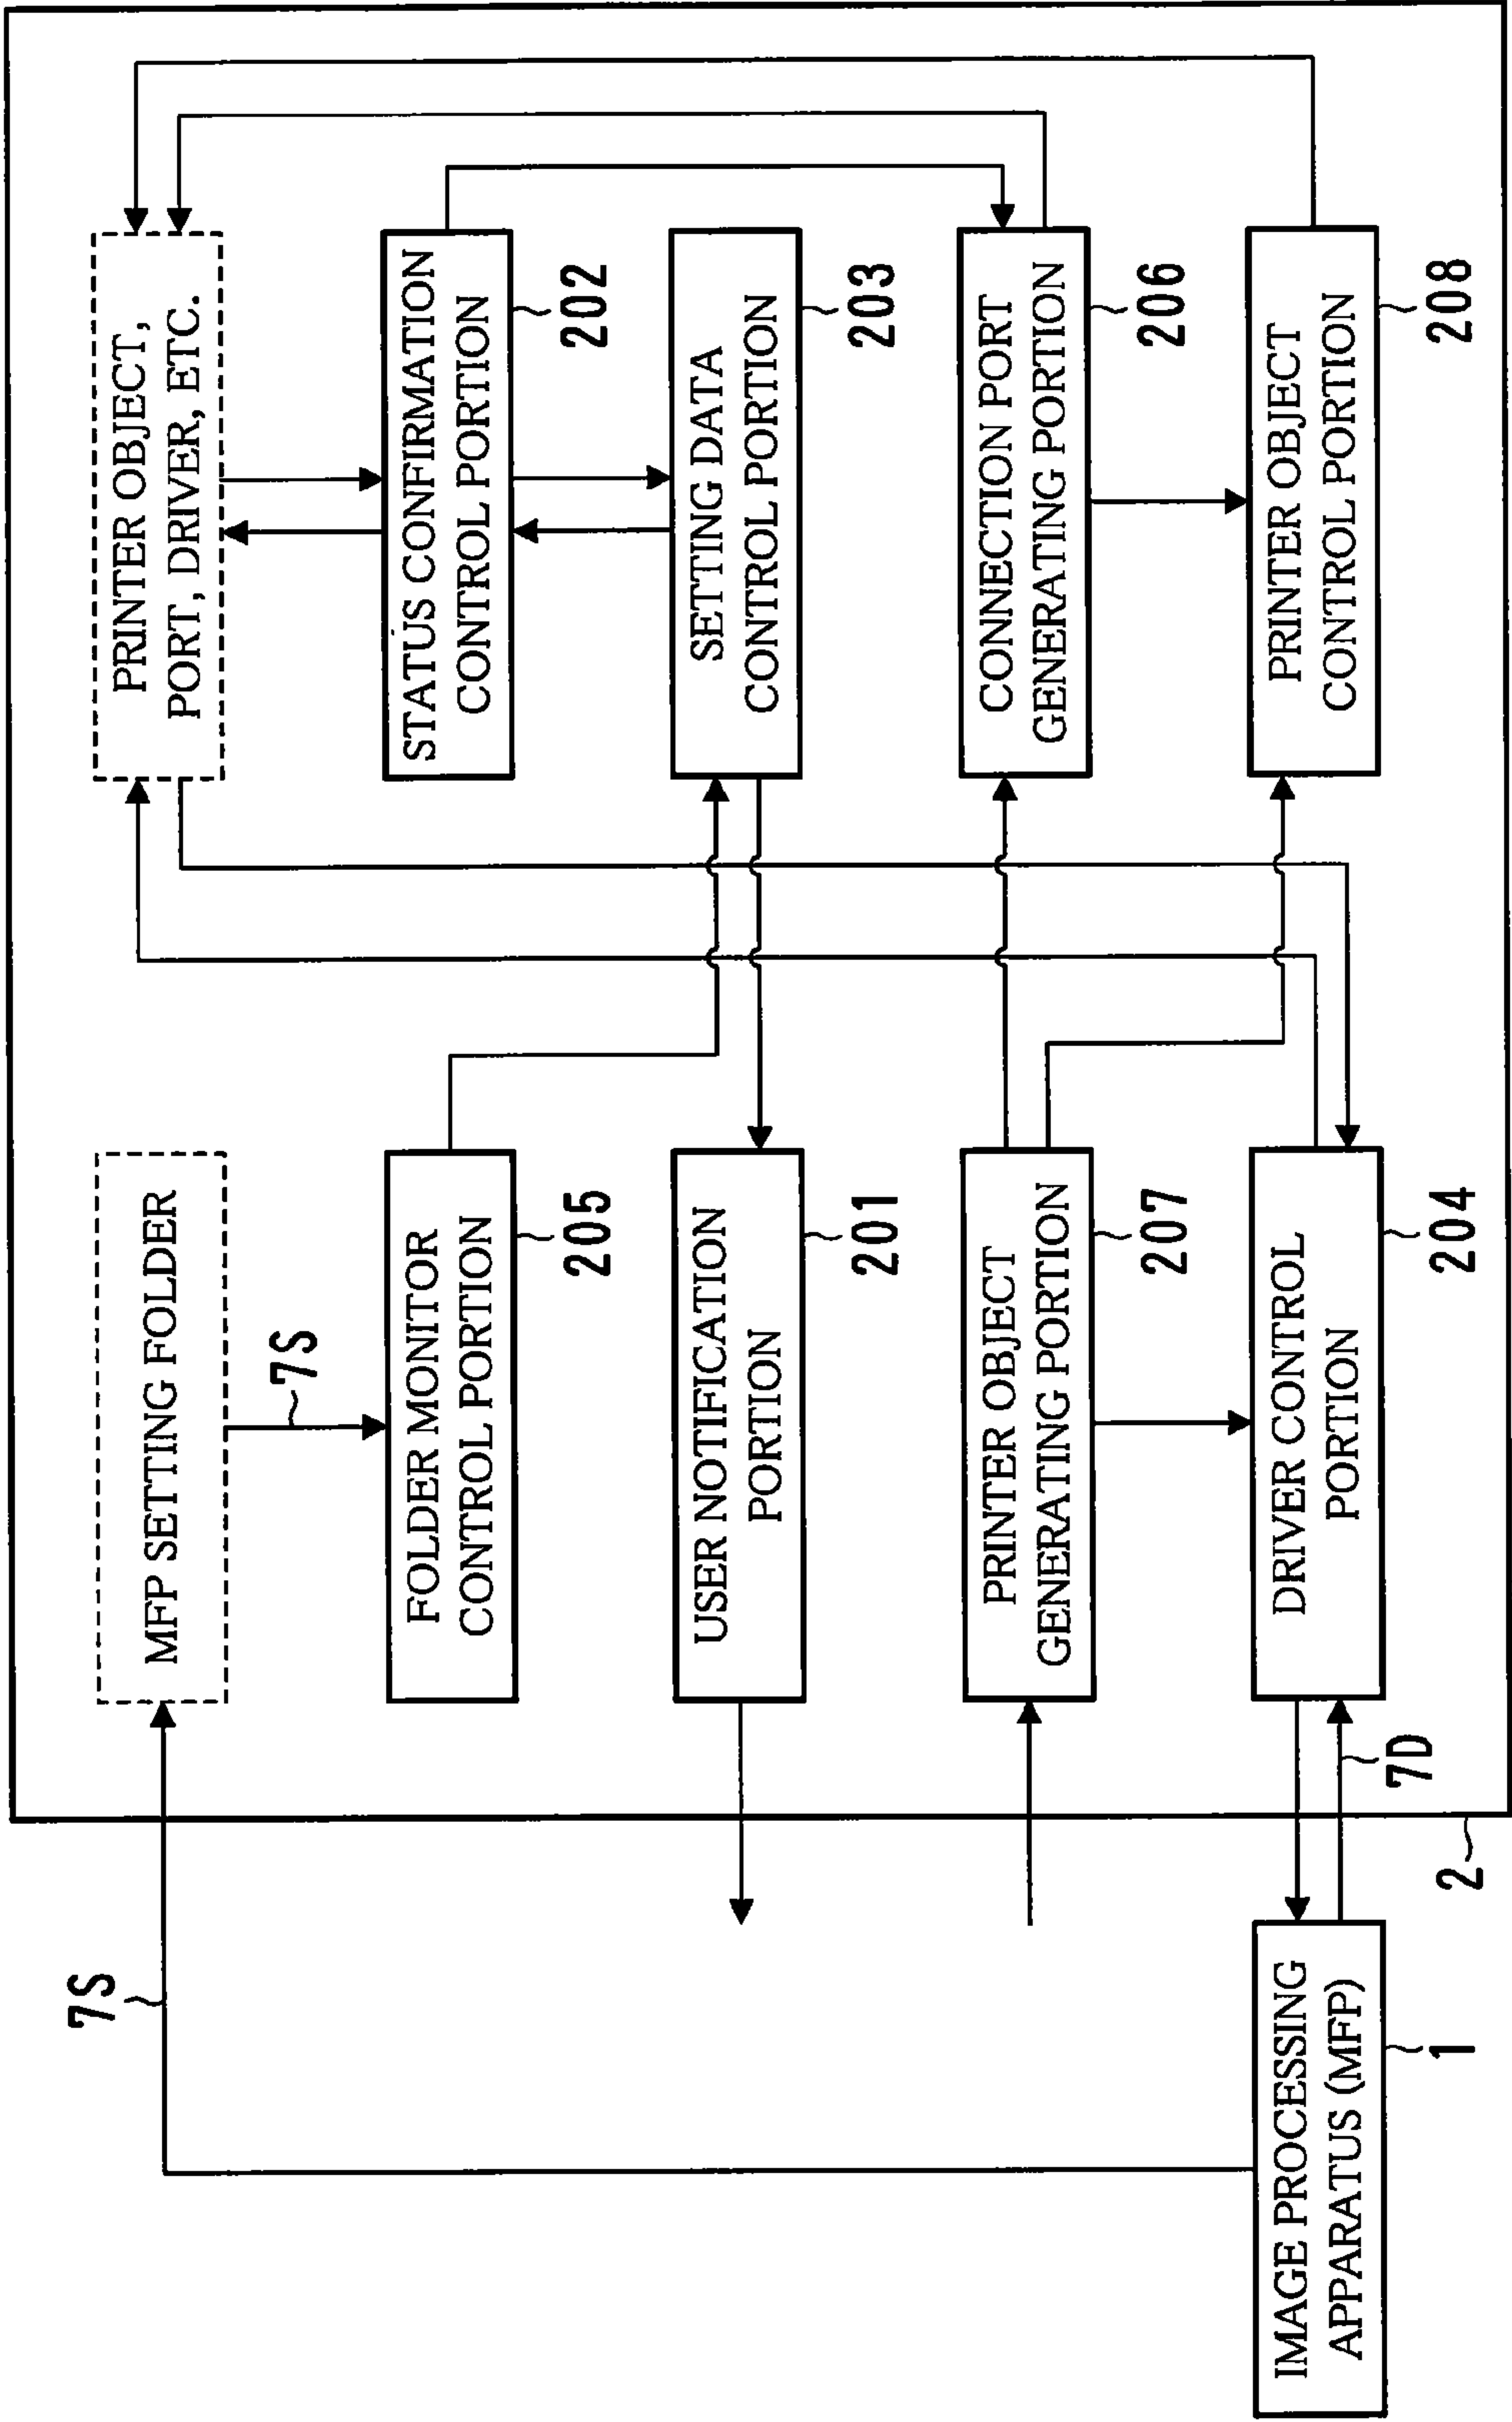 7S
MFP SETTING FOLDER
7S
FOLDER MONITOR
CONTROL PORTION
205
USER NOTIFICATION
PORTION
201
PRINTER OBJECT
GENERATING PORTION
207
DRIVER CONTROL
PORTION
204
7D
IMAGE PROCESSING
APPARATUS (MFP)
1
2
PRINTER OBJECT,
PORT, DRIVER, ETC.
STATUS CONFIRMATION
CONTROL PORTION
202
SETTING DATA
CONTROL PORTION
203
CONNECTION PORT
GENERATING PORTION
206
PRINTER OBJECT
CONTROL PORTION
208